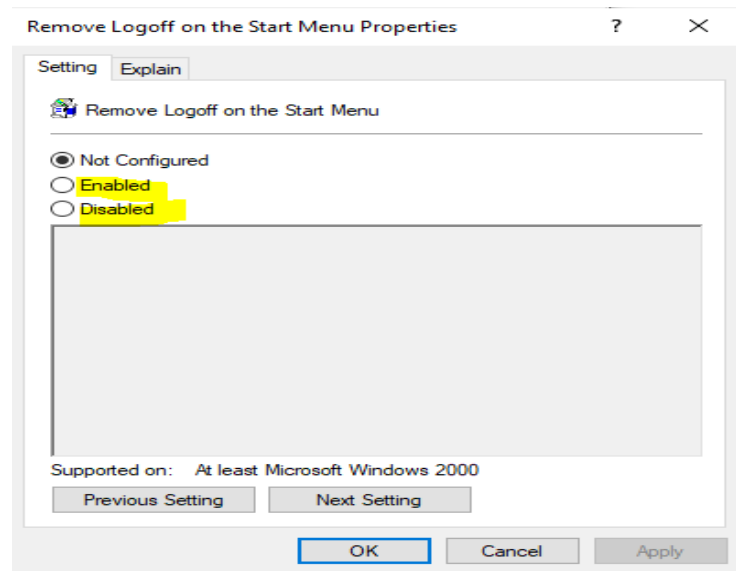 Remove Logoff on the Start Menu Properties ?
Setting Explain
Remove Logoff on the Start Menu
Not Configured
Enabled
Disabled
Supported on: At least Microsoft Windows 2000
Previous Setting Next Setting
OK Cancel Apply